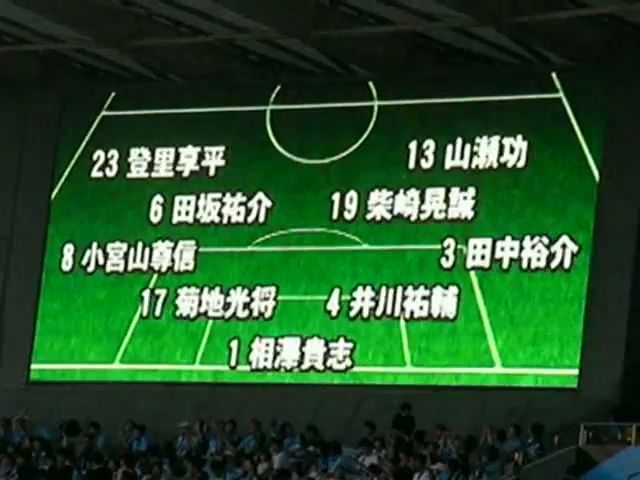 23 登里享平 13 山瀬功
6 田坂祐介 19 柴崎晃誠
8 小宮山尊信 3 田中裕介
17 菊地光将 4 井川祐輔
1 相澤貴志